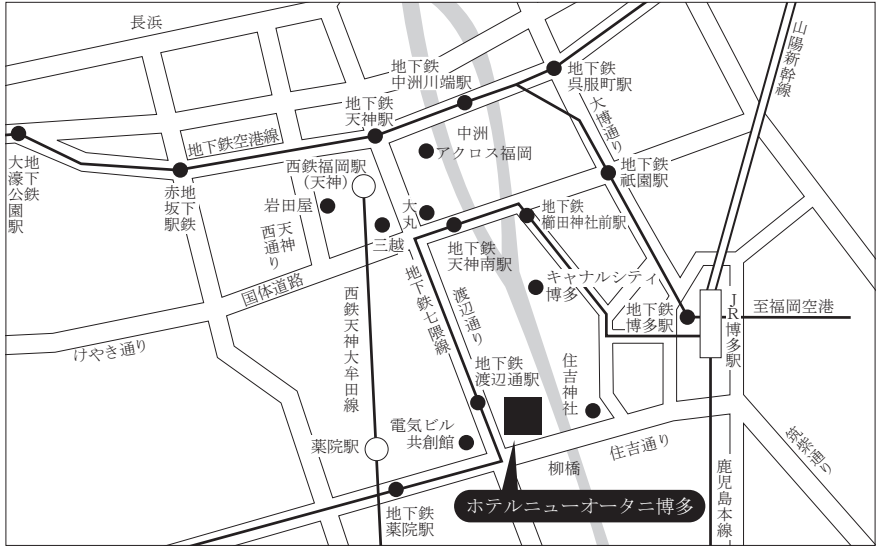 長浜
地下鉄
中洲川端駅
地下鉄
呉服町駅
山陽新幹線
地下鉄
天神駅
大博通り
地下鉄空港線
中洲
アクロス福岡
地下鉄
大濠公園駅
地下鉄
赤坂駅
西鉄福岡駅
（天神）
地下鉄
祇園駅
岩田屋
大丸
地下鉄
櫛田神社前駅
西天神通り
三越
地下鉄
天神南駅
国体道路
地下鉄七隈線
渡辺通り
キャナルシティ
博多
地下鉄
博多駅
JR博多駅
至福岡空港
けやき通り
西鉄天神大牟田線
地下鉄
渡辺通駅
住吉神社
電気ビル
共創館
薬院駅
住吉通り
筑紫通り
柳橋
鹿児島本線
地下鉄
薬院駅
ホテルニューオータニ博多